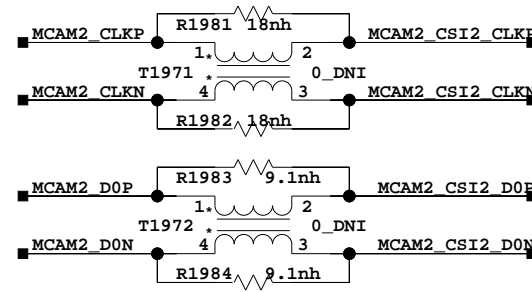 R1981 18nh
MCAM2_CLKP MCAM2_CSI2_CLKP
1* 2
T1971 * 0_DNI
MCAM2_CLKN 4 3 MCAM2_CSI2_CLKN
R1982 18nh
R1983 9.1nh
MCAM2_D0P MCAM2_CSI2_D0P
1* 2
T1972 * 0_DNI
MCAM2_D0N 4 3 MCAM2_CSI2_D0N
R1984 9.1nh